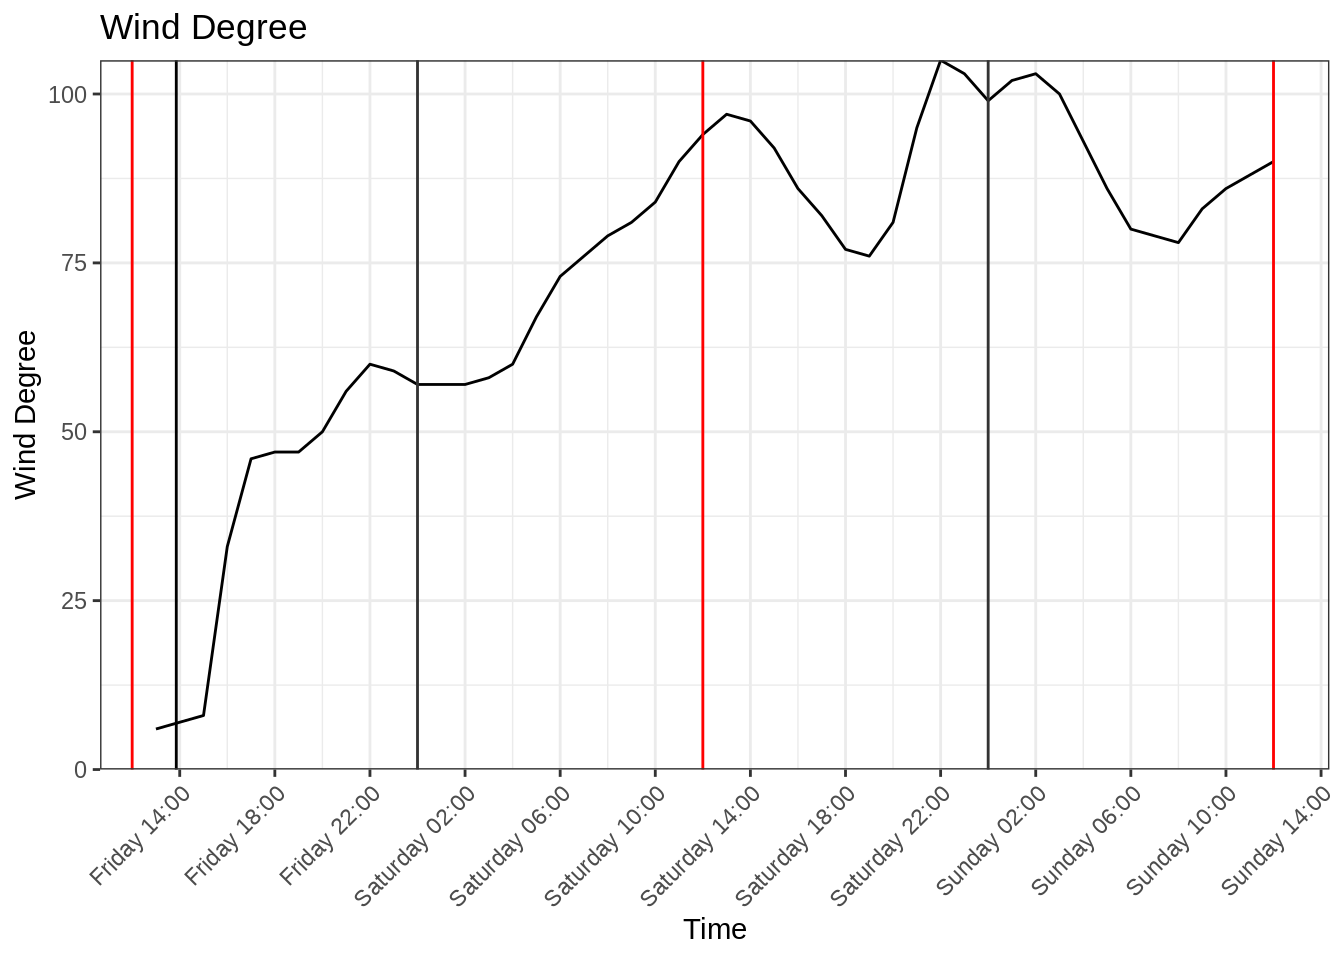 Wind Degree
Wind Degree
100
75
50
25
0
Friday 14:00
Friday 18:00
Friday 22:00
Saturday 02:00
Saturday 06:00
Saturday 10:00
Saturday 14:00
Saturday 18:00
Saturday 22:00
Sunday 02:00
Sunday 06:00
Sunday 10:00
Sunday 14:00
Time